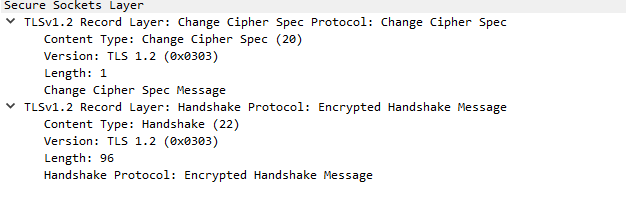 Secure Sockets Layer
TLSv1.2 Record Layer: Change Cipher Spec Protocol: Change Cipher Spec
Content Type: Change Cipher Spec (20)
Version: TLS 1.2 (0x0303)
Length: 1
Change Cipher Spec Message
TLSv1.2 Record Layer: Handshake Protocol: Encrypted Handshake Message
Content Type: Handshake (22)
Version: TLS 1.2 (0x0303)
Length: 96
Handshake Protocol: Encrypted Handshake Message